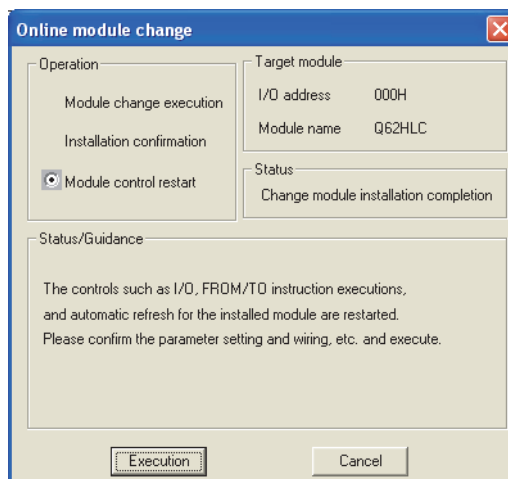 Online module change
Operation
Module change execution
Installation confirmation
Module control restart
Target module
I/O address 000H
Module name Q62HLC
Status
Change module installation completion
Status/Guidance
The controls such as I/O, FROM/TO instruction executions,
and automatic refresh for the installed module are restarted.
Please confirm the parameter setting and wiring, etc. and execute.
Execution Cancel